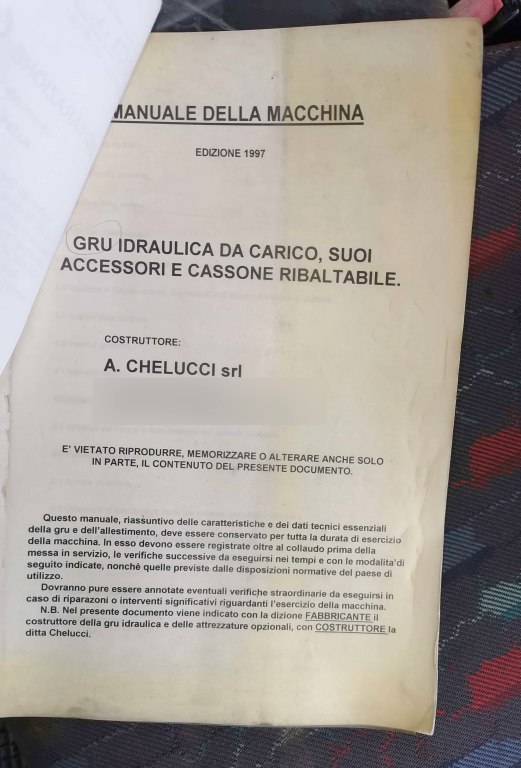 MANUALE DELLA MACCHINA
EDIZIONE 1997
GRU IDRAULICA DA CARICO, SUOI
ACCESSORI E CASSONE RIBALTABILE.
COSTRUTTORE:
A. CHELUCCI srl
E' VIETATO RIPRODURRE, MEMORIZZARE O ALTERARE ANCHE SOLO
IN PARTE, IL CONTENUTO DEL PRESENTE DOCUMENTO.
Questo manuale, riassuntivo delle caratteristiche e dei dati tecnici essenziali
della gru e dell'allestimento, deve essere conservato per tutta la durata di esercizio
della macchina. In esso devono essere registrate oltre al collaudo prima della
messa in servizio, le verifiche successive da eseguirsi nei tempi e con le modalita'di
seguito indicate, nonchè quelle previste dalle disposizioni normative del paese di
utilizzo.
Dovranno pure essere annotate eventuali verifiche straordinarie da eseguirsi in
caso di riparazoni o interventi significativi riguardanti l'esercizio della macchina.
N.B. Nel presente documento viene indicato con la dizione FABBRICANTE il
costruttore della gru idraulica e delle attrezzature opzionali, con COSTRUTTORE la
ditta Chelucci.